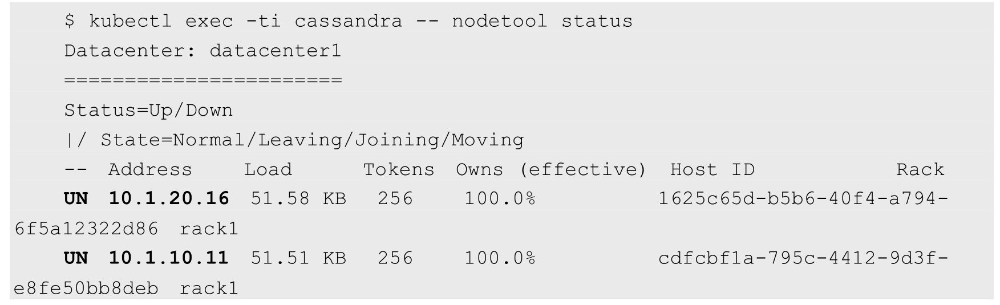 $ kubectl exec -ti cassandra -- nodetool status
Datacenter: datacenter1
=======================
Status=Up/Down
|/ State=Normal/Leaving/Joining/Moving
-- Address Load Tokens Owns (effective) Host ID Rack
UN 10.1.20.16 51.58 KB 256 100.0% 1625c65d-b5b6-40f4-a794-
6f5a12322d86 rack1
UN 10.1.10.11 51.51 KB 256 100.0% cdfcbf1a-795c-4412-9d3f-
e8fe50bb8deb rack1